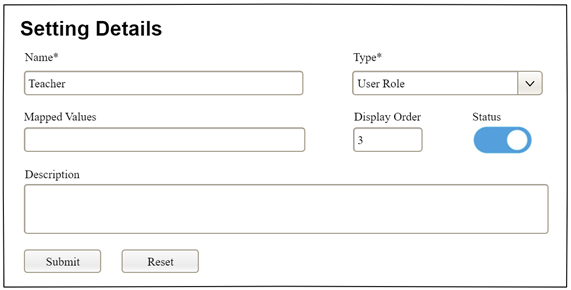 Setting Details
Name* Type*
Teacher User Role
Mapped Values Display Order Status
3
Description
Submit Reset